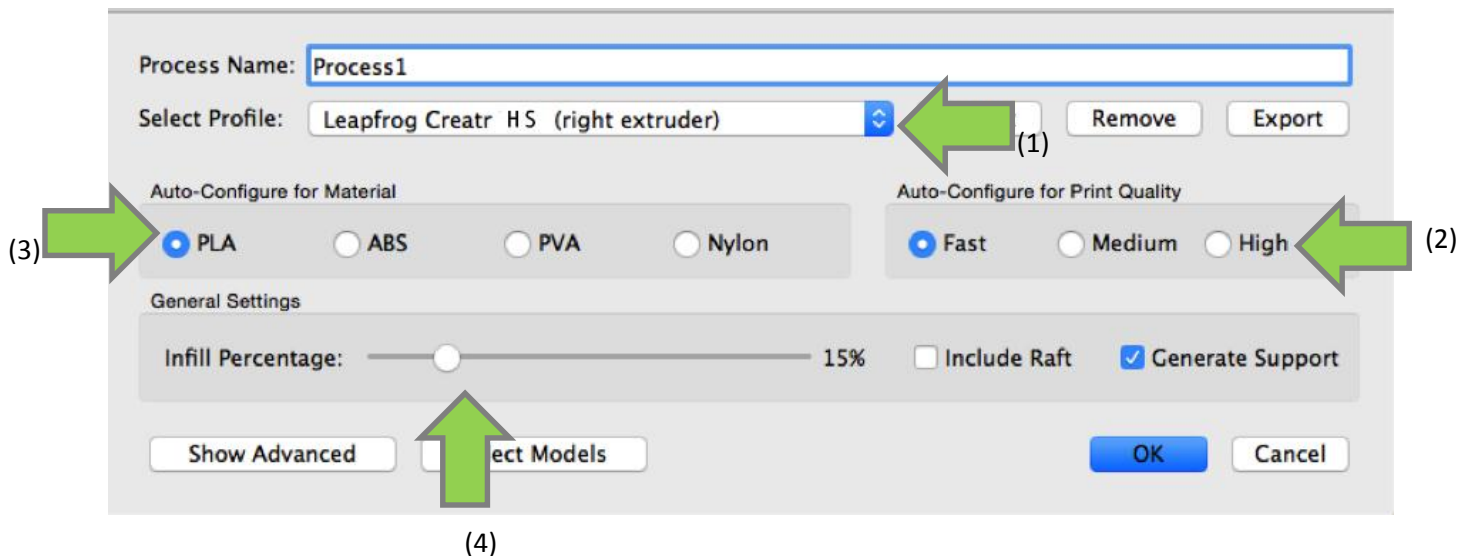 Process Name: Process1
Select Profile: Leapfrog Creatr HS (right extruder) Remove Export
(1)
Auto-Configure for Material Auto-Configure for Print Quality
(3) PLA ABS PVA Nylon Fast Medium High (2)
General Settings
Infill Percentage: 15% Include Raft Generate Support
Show Advanced Models OK Cancel
(4)